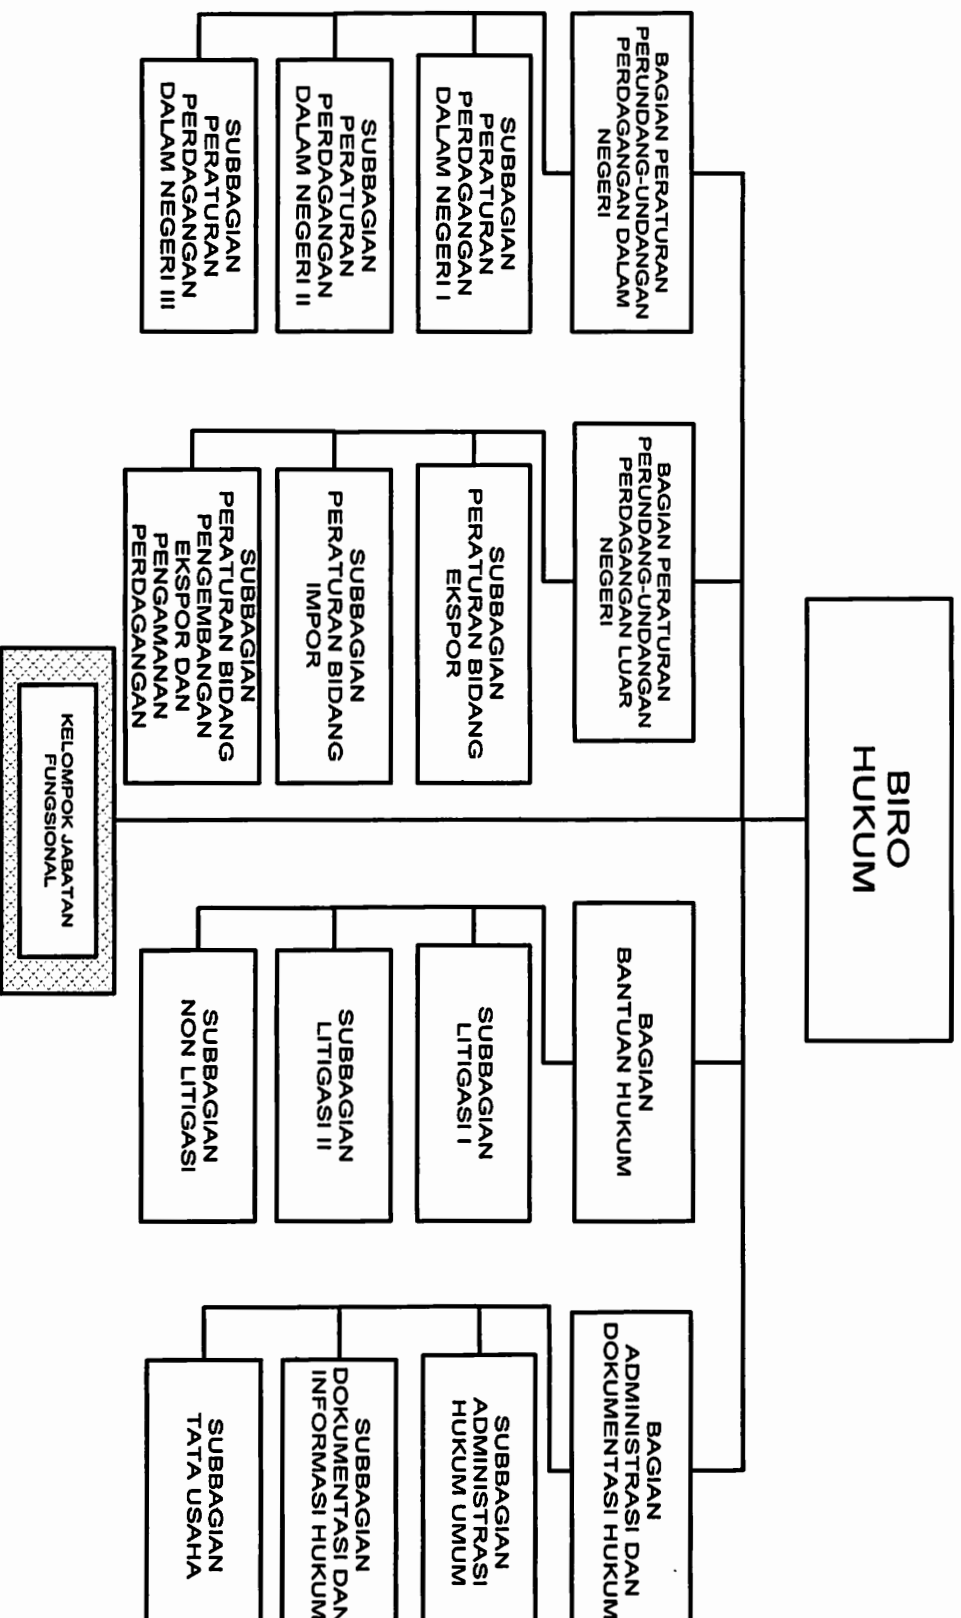 BIRO
HUKUM
BAGIAN PERATURAN
PERUNDANG-UNDANGAN
PERDAGANGAN DALAM
NEGERI
SUBBAGIAN
PERATURAN
PERDAGANGAN
DALAM NEGERI I
SUBBAGIAN
PERATURAN
PERDAGANGAN
DALAM NEGERI II
SUBBAGIAN
PERATURAN
PERDAGANGAN
DALAM NEGERI III
BAGIAN PERATURAN
PERUNDANG-UNDANGAN
PERDAGANGAN LUAR
NEGERI
SUBBAGIAN
PERATURAN BIDANG
EKSPOR
SUBBAGIAN
PERATURAN BIDANG
IMPOR
SUBBAGIAN
PERATURAN BIDANG
PENGEMBANGAN
EKSPOR DAN
PENGAMANAN
PERDAGANGAN
BAGIAN
BANTUAN HUKUM
SUBBAGIAN
LITIGASI I
SUBBAGIAN
LITIGASI II
SUBBAGIAN
NON LITIGASI
BAGIAN
ADMINISTRASI DAN
DOKUMENTASI HUKUM
SUBBAGIAN
ADMINISTRASI
HUKUM UMUM
SUBBAGIAN
DOKUMENTASI DAN
INFORMASI HUKUM
SUBBAGIAN
TATA USAHA
KELOMPOK JABATAN
FUNGSIONAL